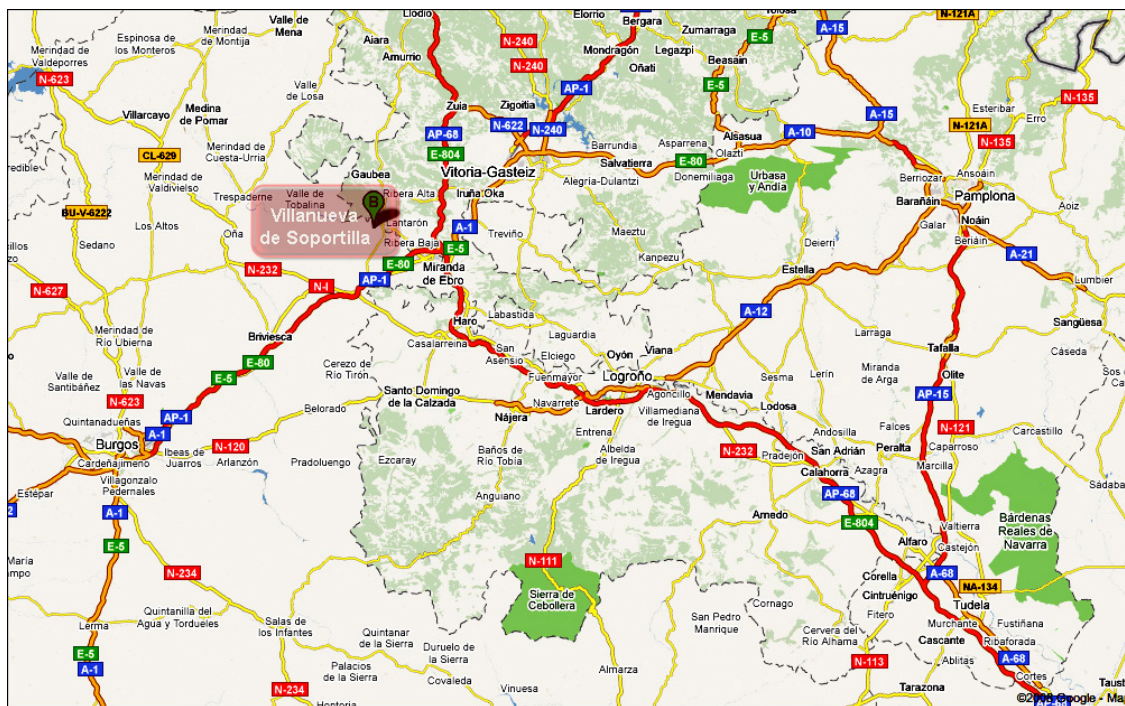 Llodio
Elorrio
Bergara
Tolosa
N-121A
Valle de
Mena
Merindad
de Montija
Espinosa de
los Monteros
Merindad de
Valdeporres
N-623
Aiara
Amurrio
N-240
Mondragón
Legazpi
Zumarraga
E-5
Beasain
A-15
Oñati
N-240
AP-1
E-5
N-135
Valle
de Losa
Zuia
Zigoitia
Esteribar
Erro
Villarcayo
Medina
de Pomar
AP-68
N-622
N-240
Alsasua
A-10
A-15
N-121A
N-135
CL-629
Merindad de
Cuesta-Urria
E-804
Barrundia
Asparrena
Olazti
Salvatierra
E-80
Donemiliaga
Gaubea
Vitoria-Gasteiz
Alegria-Dulantzi
Urbasa
y Andía
Berriozar
Ansoáin
Pamplona
Merindad de
Valdivielso
Trespaderne
Valle de
Tobalina
Ribera Alta
Iruña Oka
Barañáin
Noáin
Aoiz
B
Villanueva
de Soportilla
Lantarón
BU-V-6222
Los Altos
Oña
Sedano
Ribera Baja
A-1
E-5
Treviño
Maeztu
Deierri
Galar
Beriáin
A-21
N-232
AP-1
E-80
Miranda
de Ebro
Kanpezu
Estella
Lumbier
N-627
N-I
Haro
Labastida
A-12
Sangüesa
Merindad de
Río Ubierna
Briviesca
Casalarreina
San
Asensio
Laguardia
Elciego
Oyón
Viana
Larraga
Tafalla
Cáseda
E-80
Cerezo de
Río Tirón
Fuenmayor
Logroño
Sesma
Lerín
Miranda
de Arga
Olite
Valle de
Santibáñez
Valle de
las Navas
E-5
Santo Domingo
de la Calzada
Navarrete
Lardero
Agoncillo
Mendavia
AP-15
N-623
AP-1
Belorado
Nájera
Villamediana
de Iregua
Lodosa
Quintanadueñas
A-1
Burgos
N-120
Entrena
Andosilla
Falces
N-121
Carcastillo
Cardeñajimeno
Ibeas de
Juarros
Arlanzón
Pradoluengo
Ezcaray
Baños de
Río Tobía
Albelda
de Iregua
N-232
Pradejón
San Adrián
Peralta
Caparroso
Calahorra
Azagra
Marcilla
Estépar
Villagonzalo
Pedernales
Anguiano
AP-68
Sádaba
A-1
Arnedo
E-804
Valtierra
Bárdenas
Reales de
Navarra
E-5
Alfaro
Castejón
N-234
N-111
Corella
A-68
NA-134
Sierra de
Cebollera
Cintruénigo
Cornago
Fitero
Tudela
Quintanilla del
Agua y Tordueles
Lerma
Salas de
los Infantes
San Pedro
Manrique
Murchante
Fustiñana
Quintanar
de la Sierra
Duruelo de
la Sierra
Cervera del
Río Alhama
Cascante
Ribaforada
E-5
A-1
Palacios
de la Sierra
Covaleda
Almarza
N-113
Ablitas
A-68
Cortes
N-234
Vinuesa
Hontoria
Tarazona